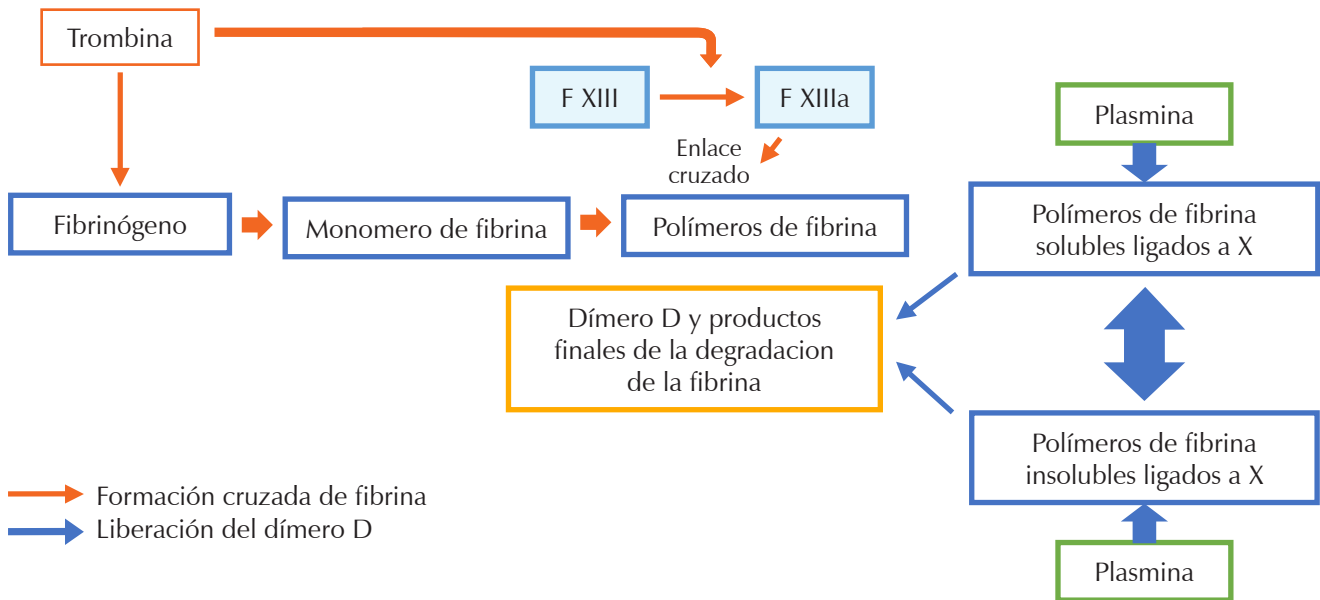 Trombina
F XIII
F XIIIa
Plasmina
Enlace
cruzado
Fibrinógeno
Monomero de fibrina
Polímeros de fibrina
Polímeros de fibrina
solubles ligados a X
Dímero D y productos
finales de la degradacion
de la fibrina
Polímeros de fibrina
insolubles ligados a X
Formación cruzada de fibrina
Liberación del dímero D
Plasmina